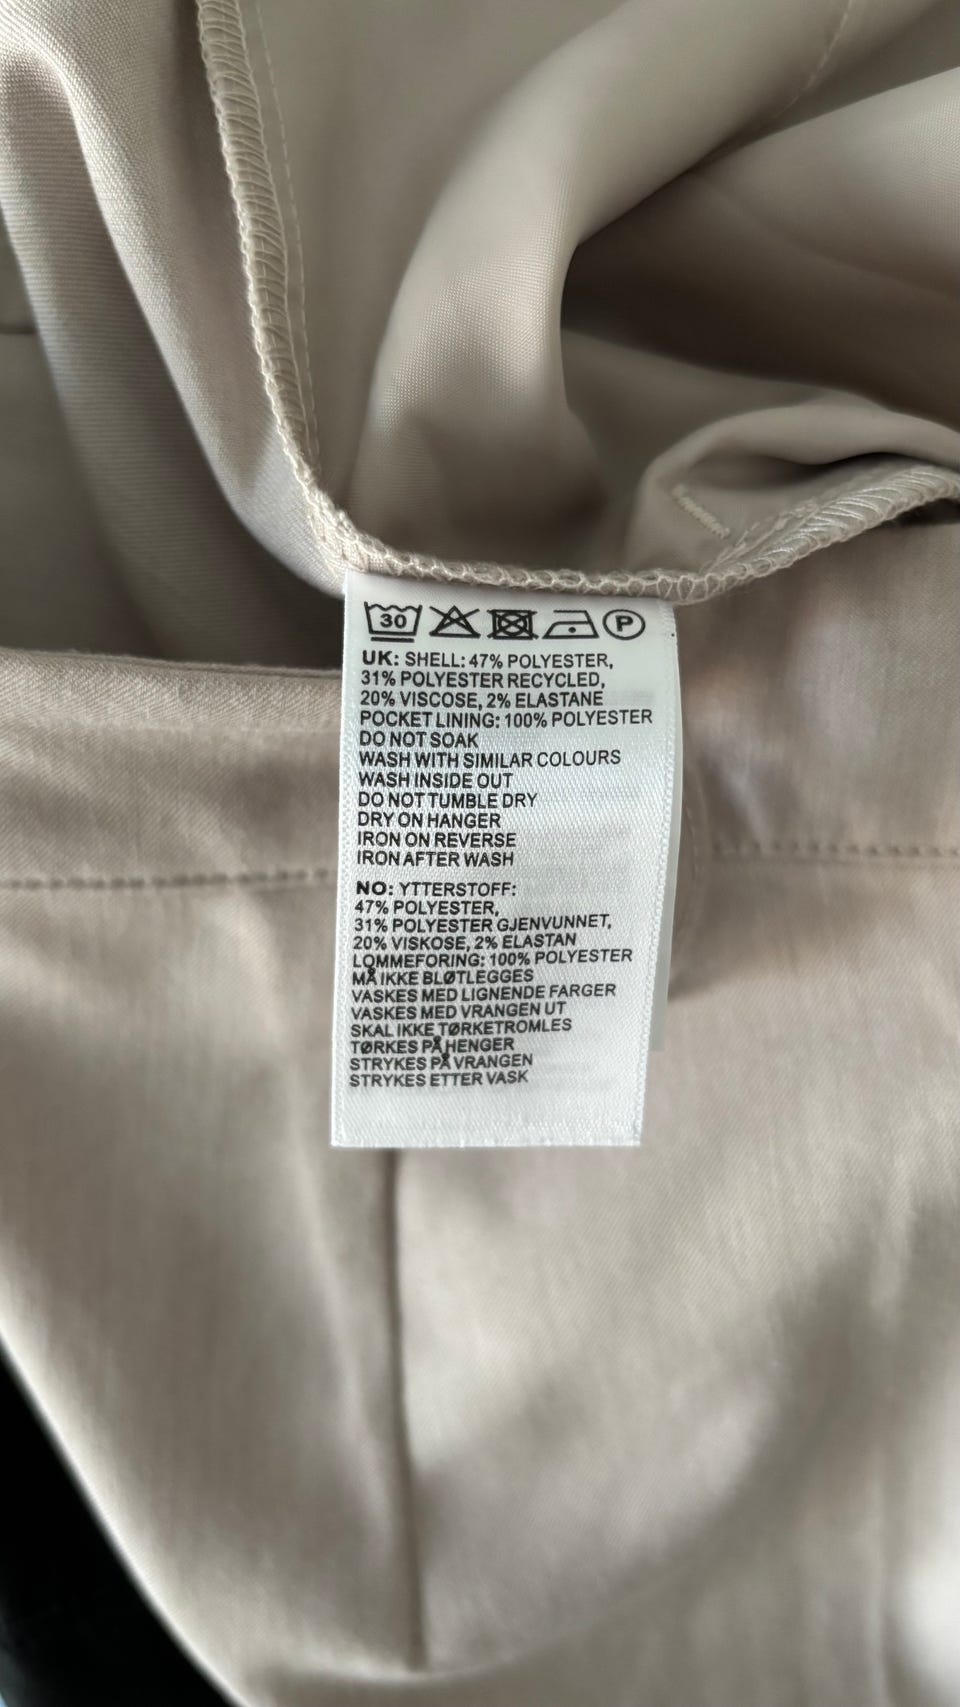 30 P
UK: SHELL: 47% POLYESTER,
31% POLYESTER RECYCLED,
20% VISCOSE, 2% ELASTANE
POCKET LINING: 100% POLYESTER
DO NOT SOAK
WASH WITH SIMILAR COLOURS
WASH INSIDE OUT
DO NOT TUMBLE DRY
DRY ON HANGER
IRON ON REVERSE
IRON AFTER WASH
NO: YTTERSTOFF:
47% POLYESTER,
31% POLYESTER GJENVUNNET,
20% VISKOSE, 2% ELASTAN
LOMMEFORING: 100% POLYESTER
MÅ IKKE BLØTLEGGES
VASKES MED LIGNENDE FARGER
VASKES MED VRANGEN UT
SKAL IKKE TØRKETROMLES
TØRKES PÅ HENGER
STRYKES PÅ VRANGEN
STRYKES ETTER VASK